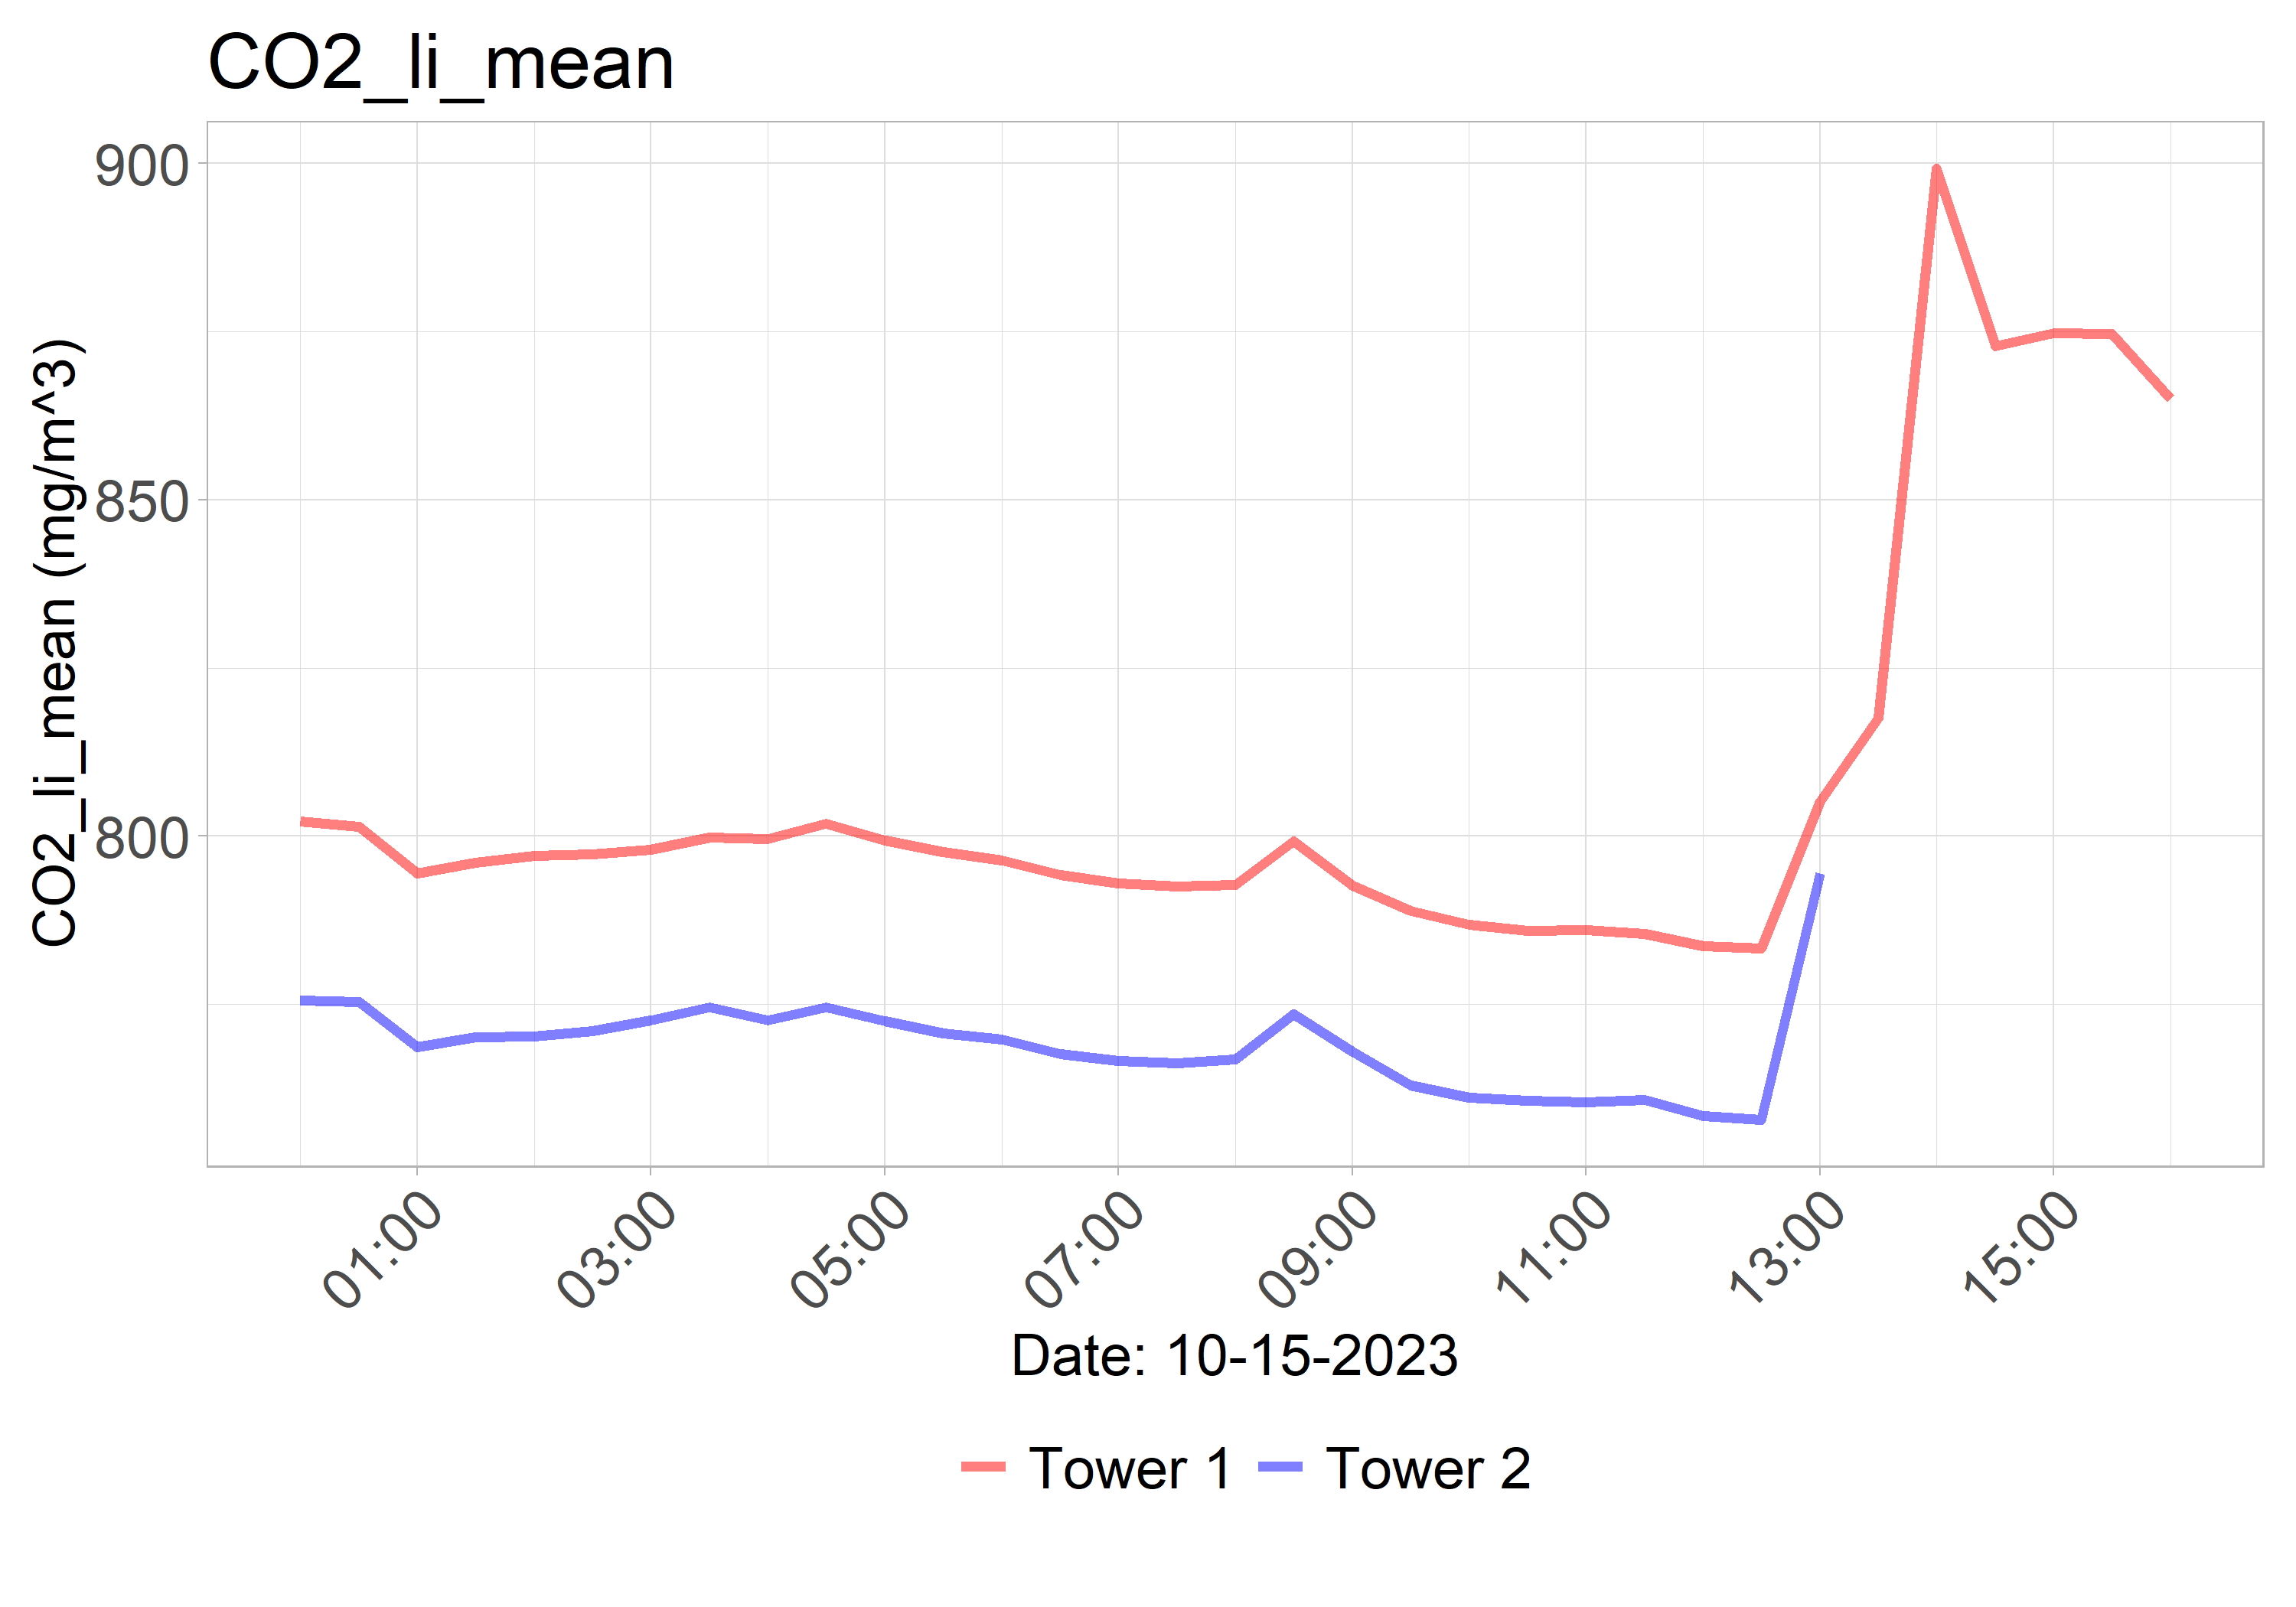 CO2_li_mean
CO2_li_mean (mg/m^3)
900
850
800
01:00
03:00
05:00
07:00
09:00
11:00
13:00
15:00
Date: 10-15-2023
Tower 1
Tower 2